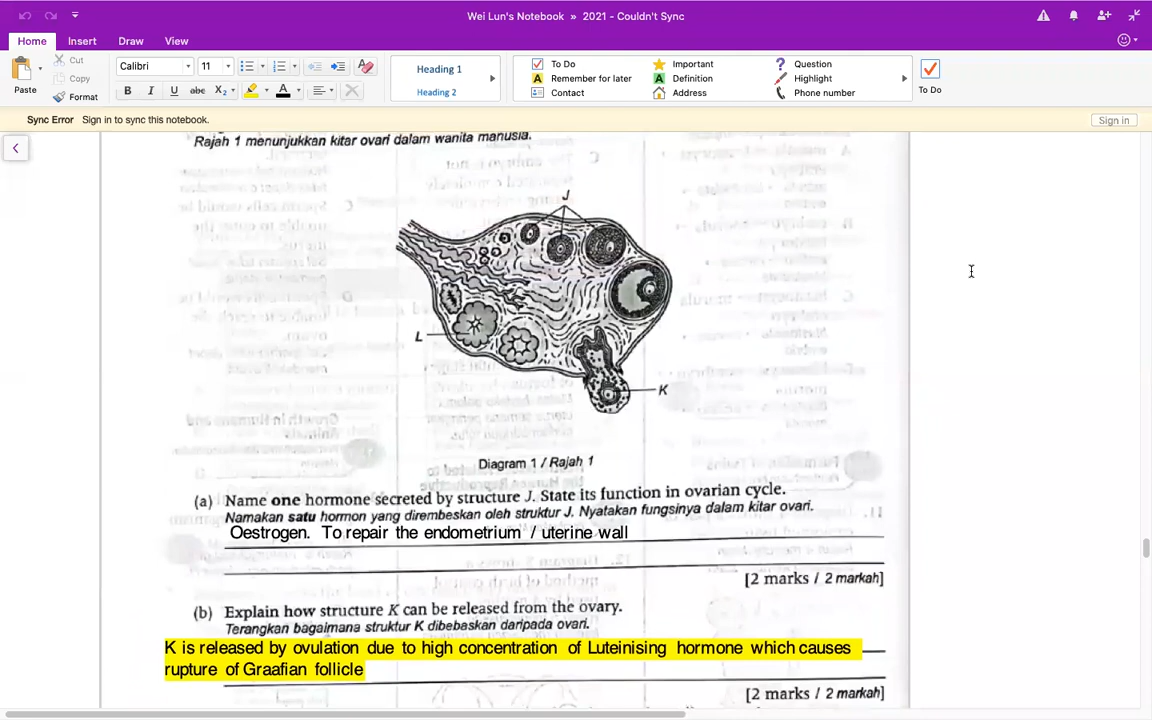 Wei Lun's Notebook » 2021 - Couldn't Sync
Home Insert Draw View
Paste
Cut
Copy
Format
Calibri 11
B I U abc X2 A
Heading 1
Heading 2
To Do
Remember for later
Contact
Important
Definition
Address
Question
Highlight
Phone number
To Do
Sync Error Sign in to sync this notebook.
Sign in
Rajah 1 menunjukkan kitar ovari dalam wanita manusia.
J
L
K
Diagram 1 / Rajah 1
(a) Name one hormone secreted by structure J. State its function in ovarian cycle.
Namakan satu hormon yang dirembeskan oleh struktur J. Nyatakan fungsinya dalam kitar ovari.
Oestrogen. To repair the endometrium / uterine wall
[2 marks / 2 markah]
(b) Explain how structure K can be released from the ovary.
Terangkan bagaimana struktur K dibebaskan daripada ovari.
K is released by ovulation due to high concentration of Luteinising hormone which causes
rupture of Graafian follicle
[2 marks / 2 markah]